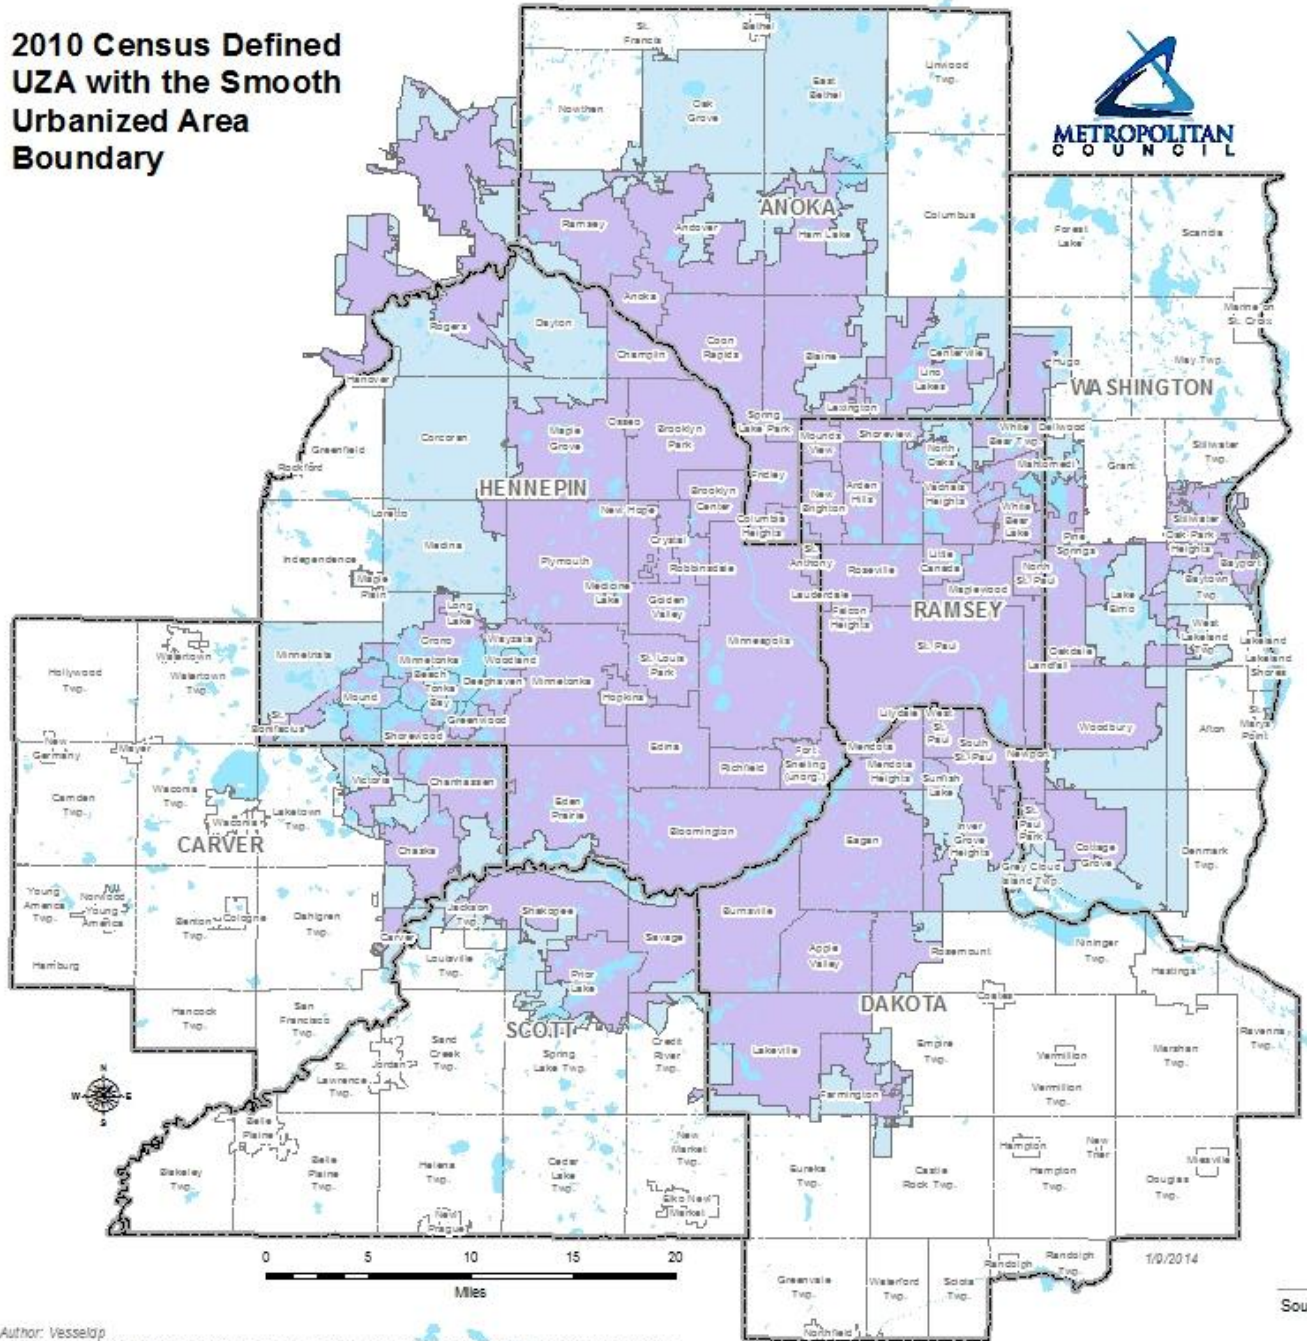 2010 Census Defined
UZA with the Smooth
Urbanized Area
Boundary
METROPOLITAN
COUNCIL
St.
Francis
Bethel
Linwood
Twp.
Nowthen
Oak
Grove
East
Bethel
ANOKA
Ramsey
Andover
Ham Lake
Columbus
Forest
Lake
Scandia
Anoka
Marine on
St. Croix
Rogers
Dayton
Champlin
Coon
Rapids
Blaine
Centerville
Lino
Lakes
Hugo
May Twp.
WASHINGTON
Hanover
Lexington
Spring
Lake Park
Corcoran
Maple
Grove
Osseo
Brooklyn
Park
Mounds
View
Shoreview
White
Bear Twp.
Dellwood
North
Oaks
Mahtomedi
Grant
Stillwater
Twp.
Greenfield
Rockford
HENNEPIN
Fridley
New
Brighton
Arden
Hills
Vadnais
Heights
White
Bear
Lake
Brooklyn
Center
Columbia
Heights
Loretto
New Hope
Stillwater
Oak Park
Heights
Bayport
Pine
Springs
Independence
Medina
Plymouth
Crystal
Robbinsdale
St.
Anthony
Roseville
Little
Canada
North
St. Paul
Maplewood
Maple
Plain
Medicine
Lake
Golden
Valley
Lauderdale
Falcon
Heights
RAMSEY
Lake
Elmo
Baytown
Twp.
West
Lakeland
Twp.
Long
Lake
Orono
Wayzata
Minneapolis
St. Paul
Oakdale
Landfall
Lakeland
Lakeland
Shores
Hollywood
Twp.
Watertown
Watertown
Twp.
Minnetrista
Minnetonka
Beach
Woodland
Tonka
Bay
Deephaven
Minnetonka
St. Louis
Park
Hopkins
Mound
Greenwood
St.
Bonifacius
Shorewood
Lilydale
West
St.
Paul
Woodbury
Afton
St.
Marys
Point
New
Germany
Mayer
Edina
Richfield
Fort
Snelling
(unorg.)
Mendota
Mendota
Heights
South
St. Paul
Sunfish
Lake
Newport
Camden
Twp.
Waconia
Twp.
Waconia
Laketown
Twp.
Victoria
Chanhassen
Eden
Prairie
Bloomington
Eagan
Inver
Grove
Heights
St.
Paul
Park
Cottage
Grove
Denmark
Twp.
CARVER
Chaska
Grey Cloud
Island Twp.
Young
America
Twp.
Norwood
Young
America
Benton
Twp.
Cologne
Dahlgren
Twp.
Jackson
Twp.
Shakopee
Savage
Burnsville
Carver
Louisville
Twp.
Prior
Lake
Apple
Valley
Rosemount
Nininger
Twp.
Hastings
Hamburg
DAKOTA
Coates
Hancock
Twp.
San
Francisco
Twp.
SCOTT
Sand
Creek
Twp.
Spring
Lake Twp.
Credit
River
Twp.
Lakeville
Empire
Twp.
Vermillion
Marshan
Twp.
Ravenna
Twp.
St.
Lawrence
Twp.
Jordan
Vermillion
Twp.
Farmington
N
W
E
S
Belle
Plaine
Blakeley
Twp.
Belle
Plaine
Twp.
Helena
Twp.
Cedar
Lake
Twp.
New
Market
Twp.
Elko New
Market
New
Prague
Eureka
Twp.
Castle
Rock Twp.
Hampton
Hampton
Twp.
New
Trier
Douglas
Twp.
Miesville
0 5 10 15 20
Miles
Greenvale
Twp.
Waterford
Twp.
Sciota
Twp.
Randolph
Randolph
Twp.
1/9/2014
Northfield
Sou
Author: Vesseldp